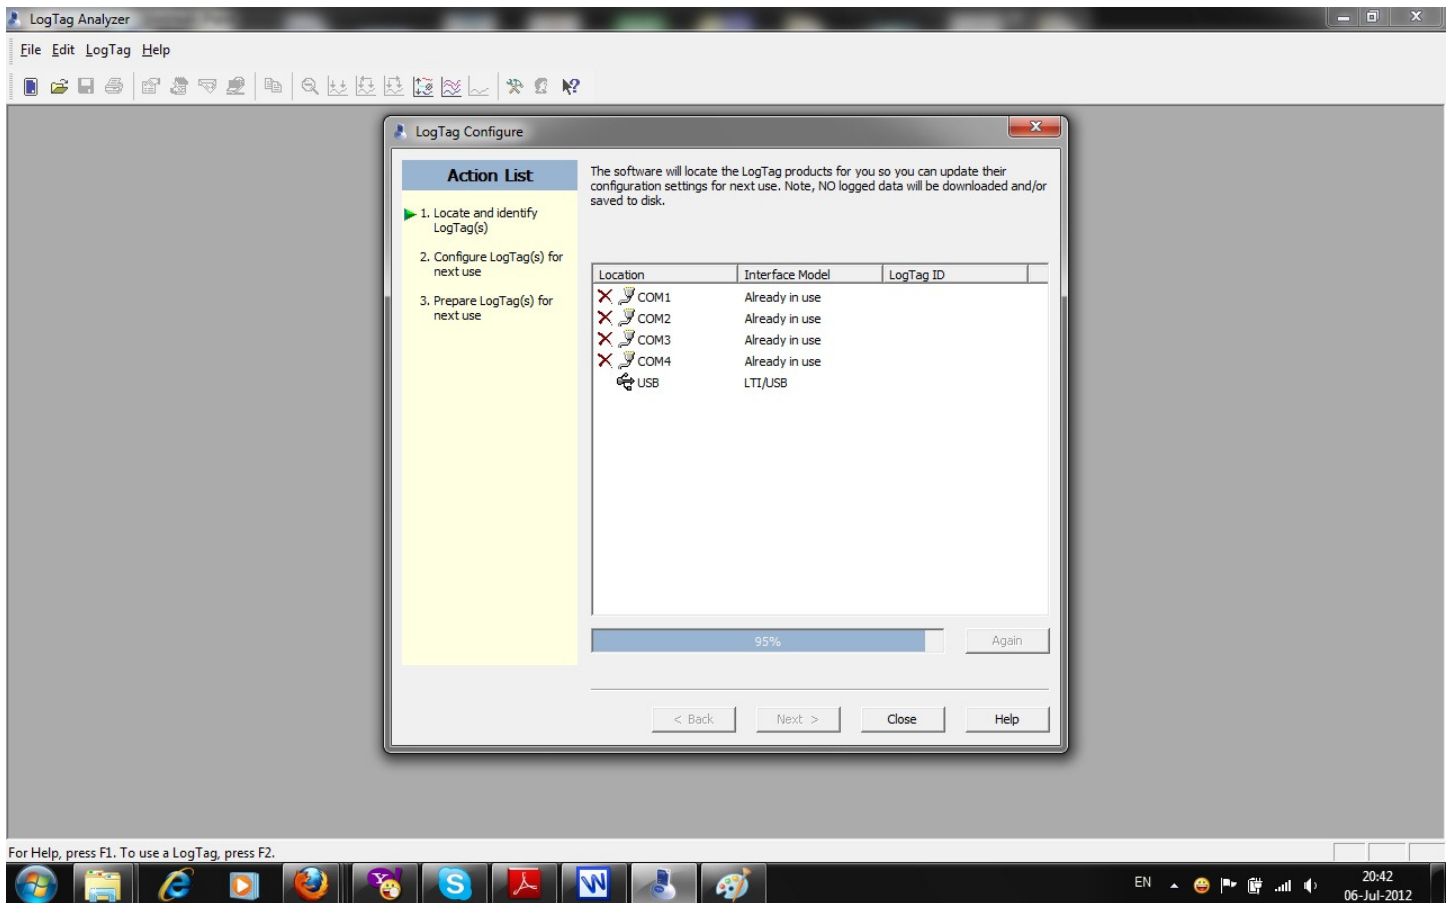 LogTag Analyzer
File Edit LogTag Help
LogTag Configure
Action List
1. Locate and identify
LogTag(s)
2. Configure LogTag(s) for
next use
3. Prepare LogTag(s) for
next use
The software will locate the LogTag products for you so you can update their
configuration settings for next use. Note, NO logged data will be downloaded and/or
saved to disk.
Location Interface Model LogTag ID
COM1 Already in use
COM2 Already in use
COM3 Already in use
COM4 Already in use
USB LTI/USB
95% Again
< Back Next > Close Help
For Help, press F1. To use a LogTag, press F2.
EN 20:42
06-Jul-2012